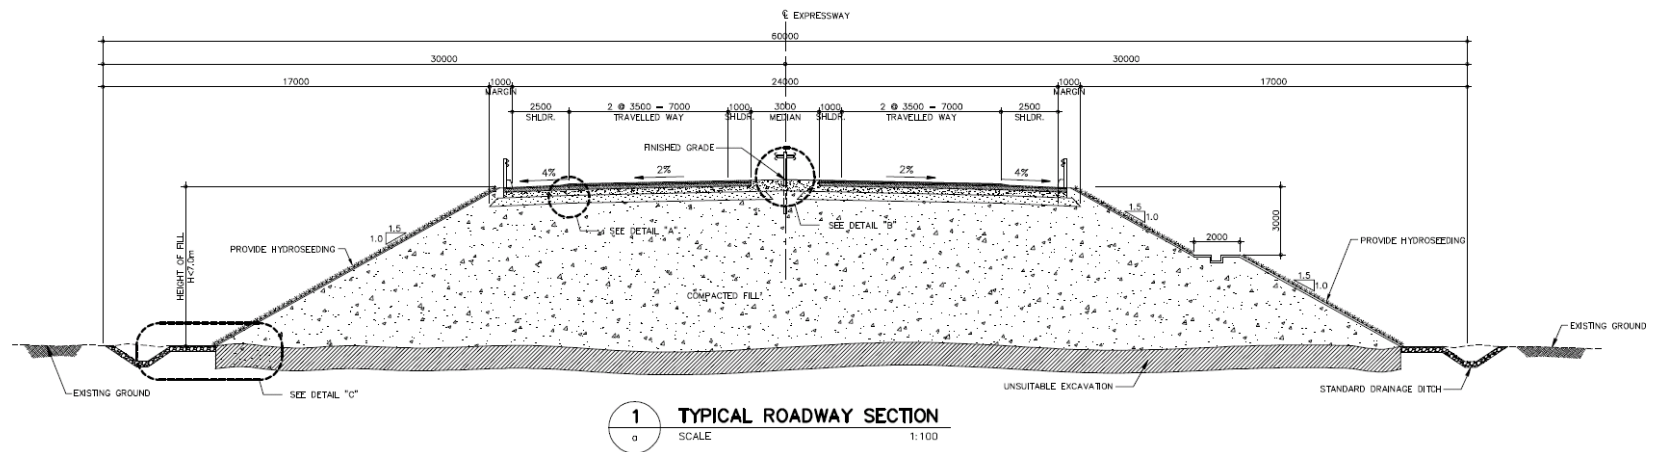 ℄ EXPRESSWAY
60000
30000
30000
17000
1000
24000
1000
17000
MARGIN
MARGIN
2500
2 @ 3500 - 7000
1000
3000
1000
2 @ 3500 - 7000
2500
SHLDR.
TRAVELLED WAY
SHLDR.
MEDIAN
SHLDR.
TRAVELLED WAY
SHLDR.
FINISHED GRADE
4%
2%
2%
4%
HEIGHT OF FILL
H<7.0m
1.5
1.0
PROVIDE HYDROSEEDING
SEE DETAIL "A"
SEE DETAIL "B"
1.5
1.0
2000
3000
PROVIDE HYDROSEEDING
1.5
1.0
COMPACTED FILL
EXISTING GROUND
EXISTING GROUND
SEE DETAIL "C"
UNSUITABLE EXCAVATION
STANDARD DRAINAGE DITCH
1
a
TYPICAL ROADWAY SECTION
SCALE 1:100